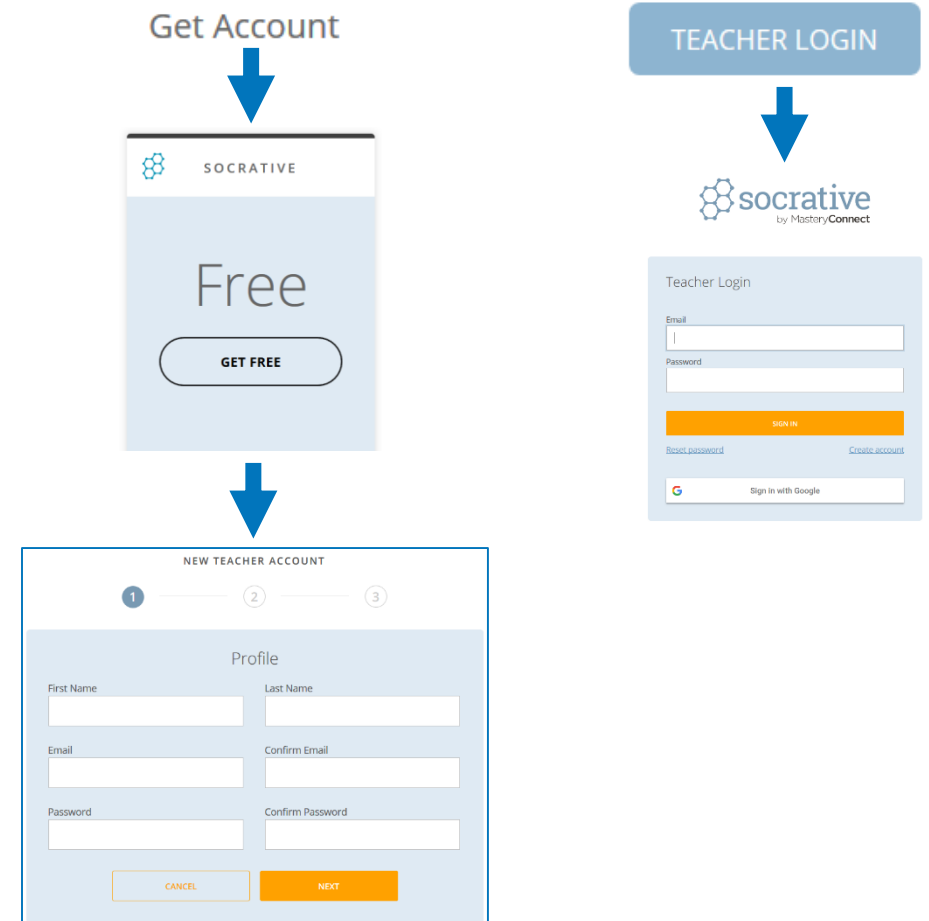 Get Account
SOCRATIVE
Free
GET FREE
NEW TEACHER ACCOUNT
1 2 3
Profile
First Name Last Name
Email Confirm Email
Password Confirm Password
CANCEL NEXT
TEACHER LOGIN
socrative
by MasteryConnect
Teacher Login
Email
Password
SIGN IN
Reset password Create account
Sign in with Google